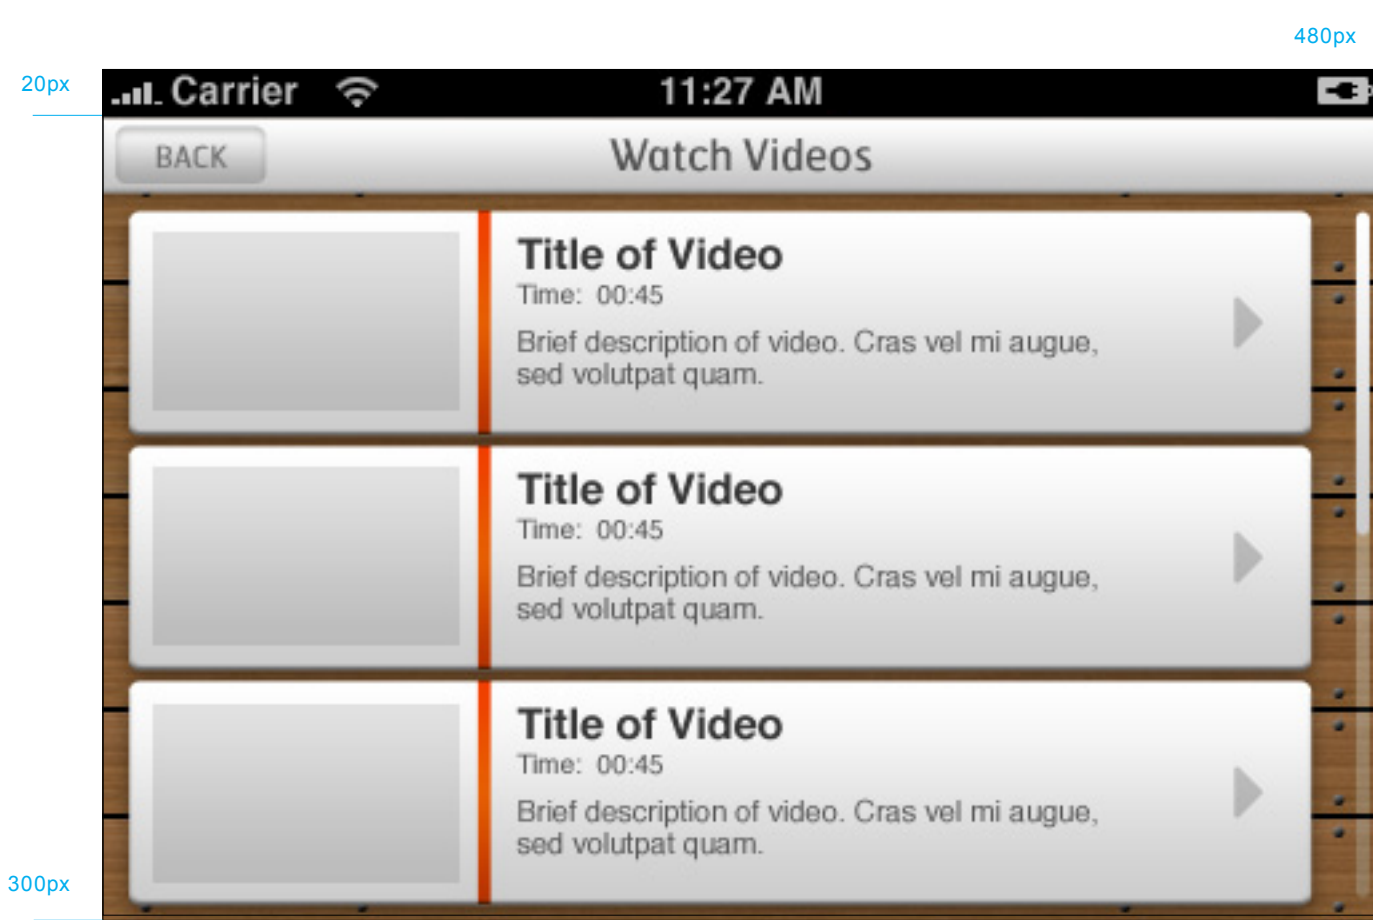 480px
20px
Carrier 11:27 AM
BACK Watch Videos
Title of Video
Time: 00:45
Brief description of video. Cras vel mi augue,
sed volutpat quam.
Title of Video
Time: 00:45
Brief description of video. Cras vel mi augue,
sed volutpat quam.
Title of Video
Time: 00:45
Brief description of video. Cras vel mi augue,
sed volutpat quam.
300px